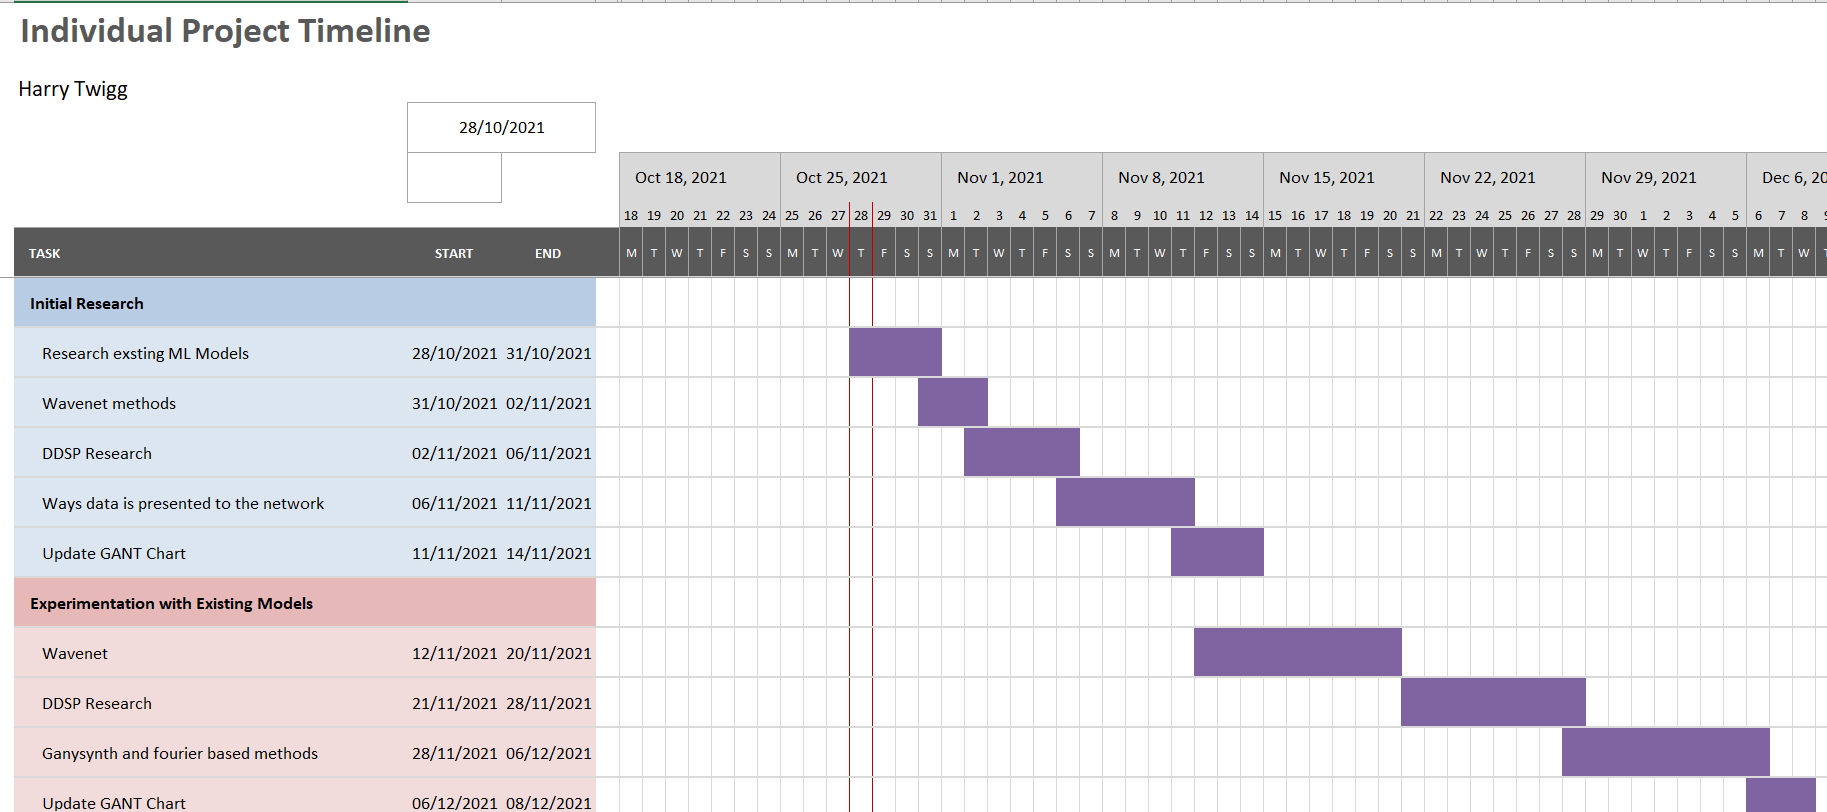 Individual Project Timeline
Harry Twigg
28/10/2021
Oct 18, 2021 Oct 25, 2021 Nov 1, 2021 Nov 8, 2021 Nov 15, 2021 Nov 22, 2021 Nov 29, 2021 Dec 6, 20
18 19 20 21 22 23 24 25 26 27 28 29 30 31 1 2 3 4 5 6 7 8 9 10 11 12 13 14 15 16 17 18 19 20 21 22 23 24 25 26 27 28 29 30 1 2 3 4 5 6 7 8
TASK START END M T W T F S S M T W T F S S M T W T F S S M T W T F S S M T W T F S S M T W T F S S M T W T F S S M T W
Initial Research
Research exsting ML Models 28/10/2021 31/10/2021
Wavenet methods 31/10/2021 02/11/2021
DDSP Research 02/11/2021 06/11/2021
Ways data is presented to the network 06/11/2021 11/11/2021
Update GANT Chart 11/11/2021 14/11/2021
Experimentation with Existing Models
Wavenet 12/11/2021 20/11/2021
DDSP Research 21/11/2021 28/11/2021
Ganysynth and fourier based methods 28/11/2021 06/12/2021
Update GANT Chart 06/12/2021 08/12/2021